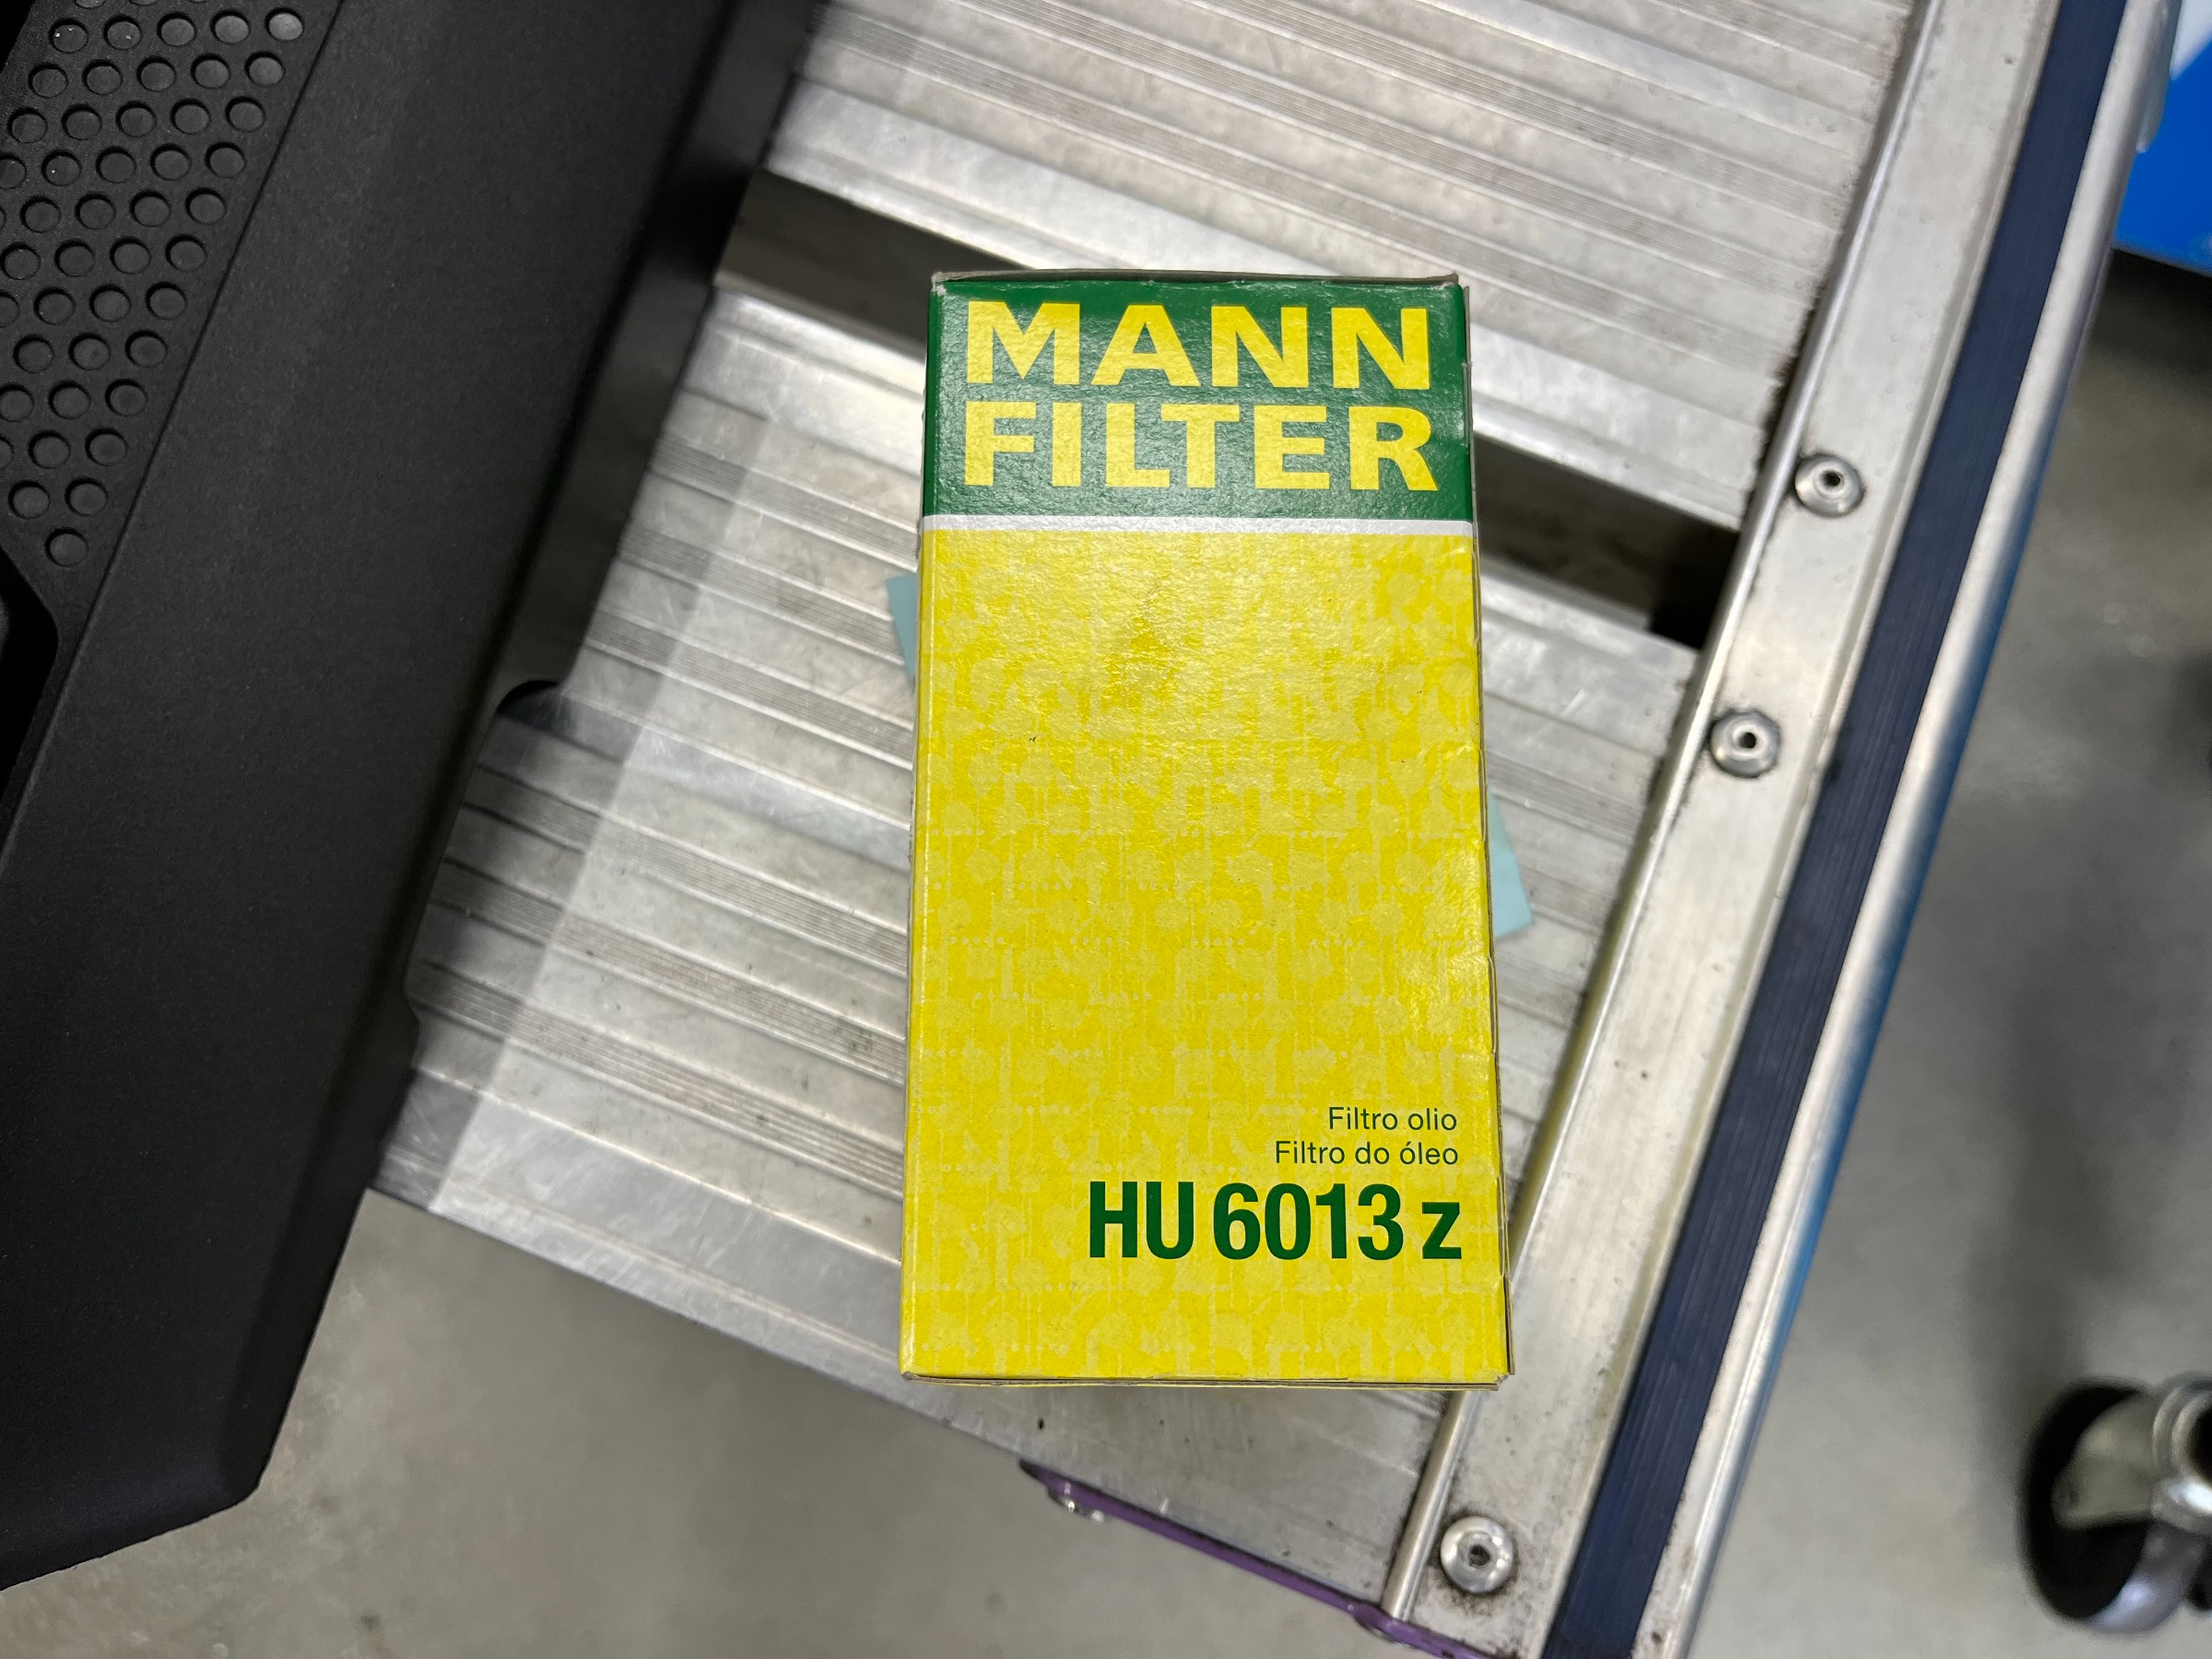 MANN
FILTER
Filtro olio
Filtro do óleo
HU 6013 z